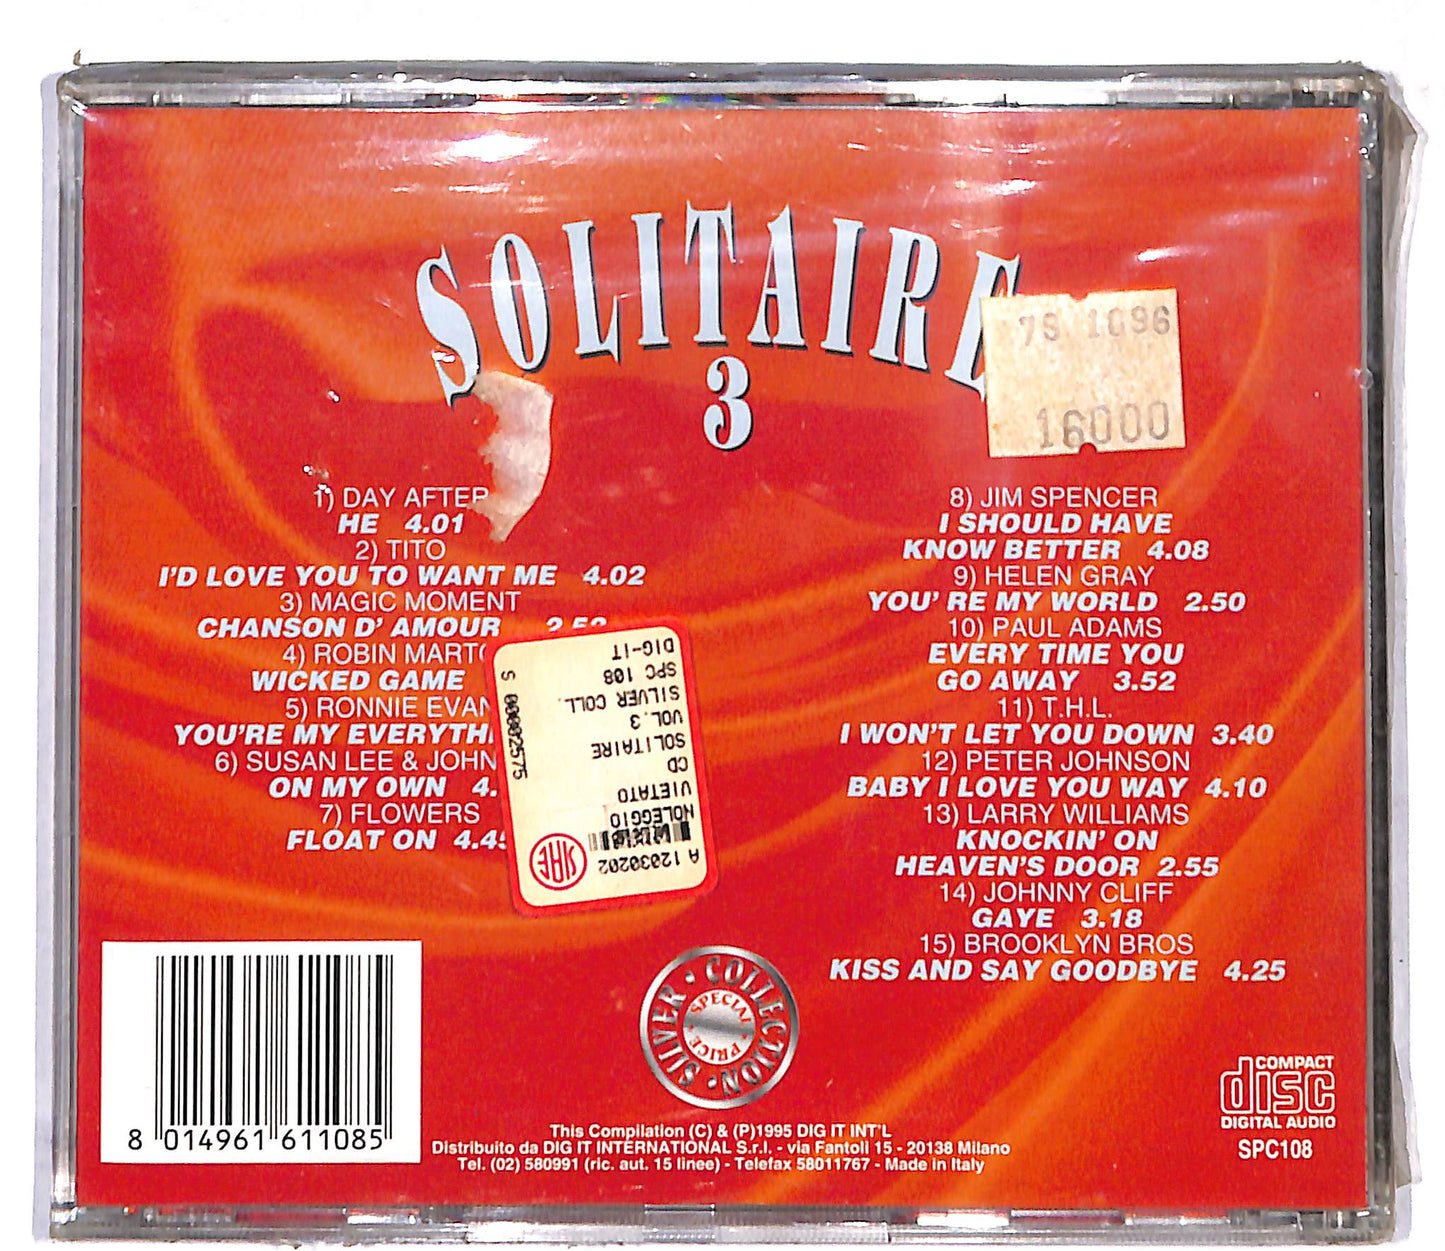 SOLITAIRE
3
78 1096
16000
1) DAY AFTER
HE 4.01
2) TITO
I'D LOVE YOU TO WANT ME 4.02
3) MAGIC MOMENT
CHANSON D' AMOUR
4) ROBIN
WICKED GAME
5) RONNIE
YOU'RE MY
6) SUSAN LEE & JOHN
ON MY OWN 4.
7) FLOWERS
FLOAT ON 4.45
8) JIM SPENCER
I SHOULD HAVE
KNOW BETTER 4.08
9) HELEN GRAY
YOU' RE MY WORLD 2.50
10) PAUL ADAMS
EVERY TIME YOU
GO AWAY 3.52
11) T.H.L.
I WON'T LET YOU DOWN 3.40
12) PETER JOHNSON
BABY I LOVE YOU WAY 4.10
13) LARRY WILLIAMS
KNOCKIN' ON
HEAVEN'S DOOR 2.55
14) JOHNNY CLIFF
GAYE 3.18
15) BROOKLYN BROS
KISS AND SAY GOODBYE 4.25
A 12030202
SIAE
NOLEGGIO
VIETATO
CD
SOLITAIRE
VOL.3
SILVER COLL.
SPC 108
DIG-IT
S 00002575
SILVER • COLLECTION •
SPECIAL PRICE
8 014961 611085
COMPACT
disc
DIGITAL AUDIO
SPC108
This Compilation (C) & (P)1995 DIG IT INT'L
Distribuito da DIG IT INTERNATIONAL S.r.l. - via Fantoli 15 - 20138 Milano
Tel. (02) 580991 (ric. aut. 15 linee) - Telefax 58011767 - Made in Italy